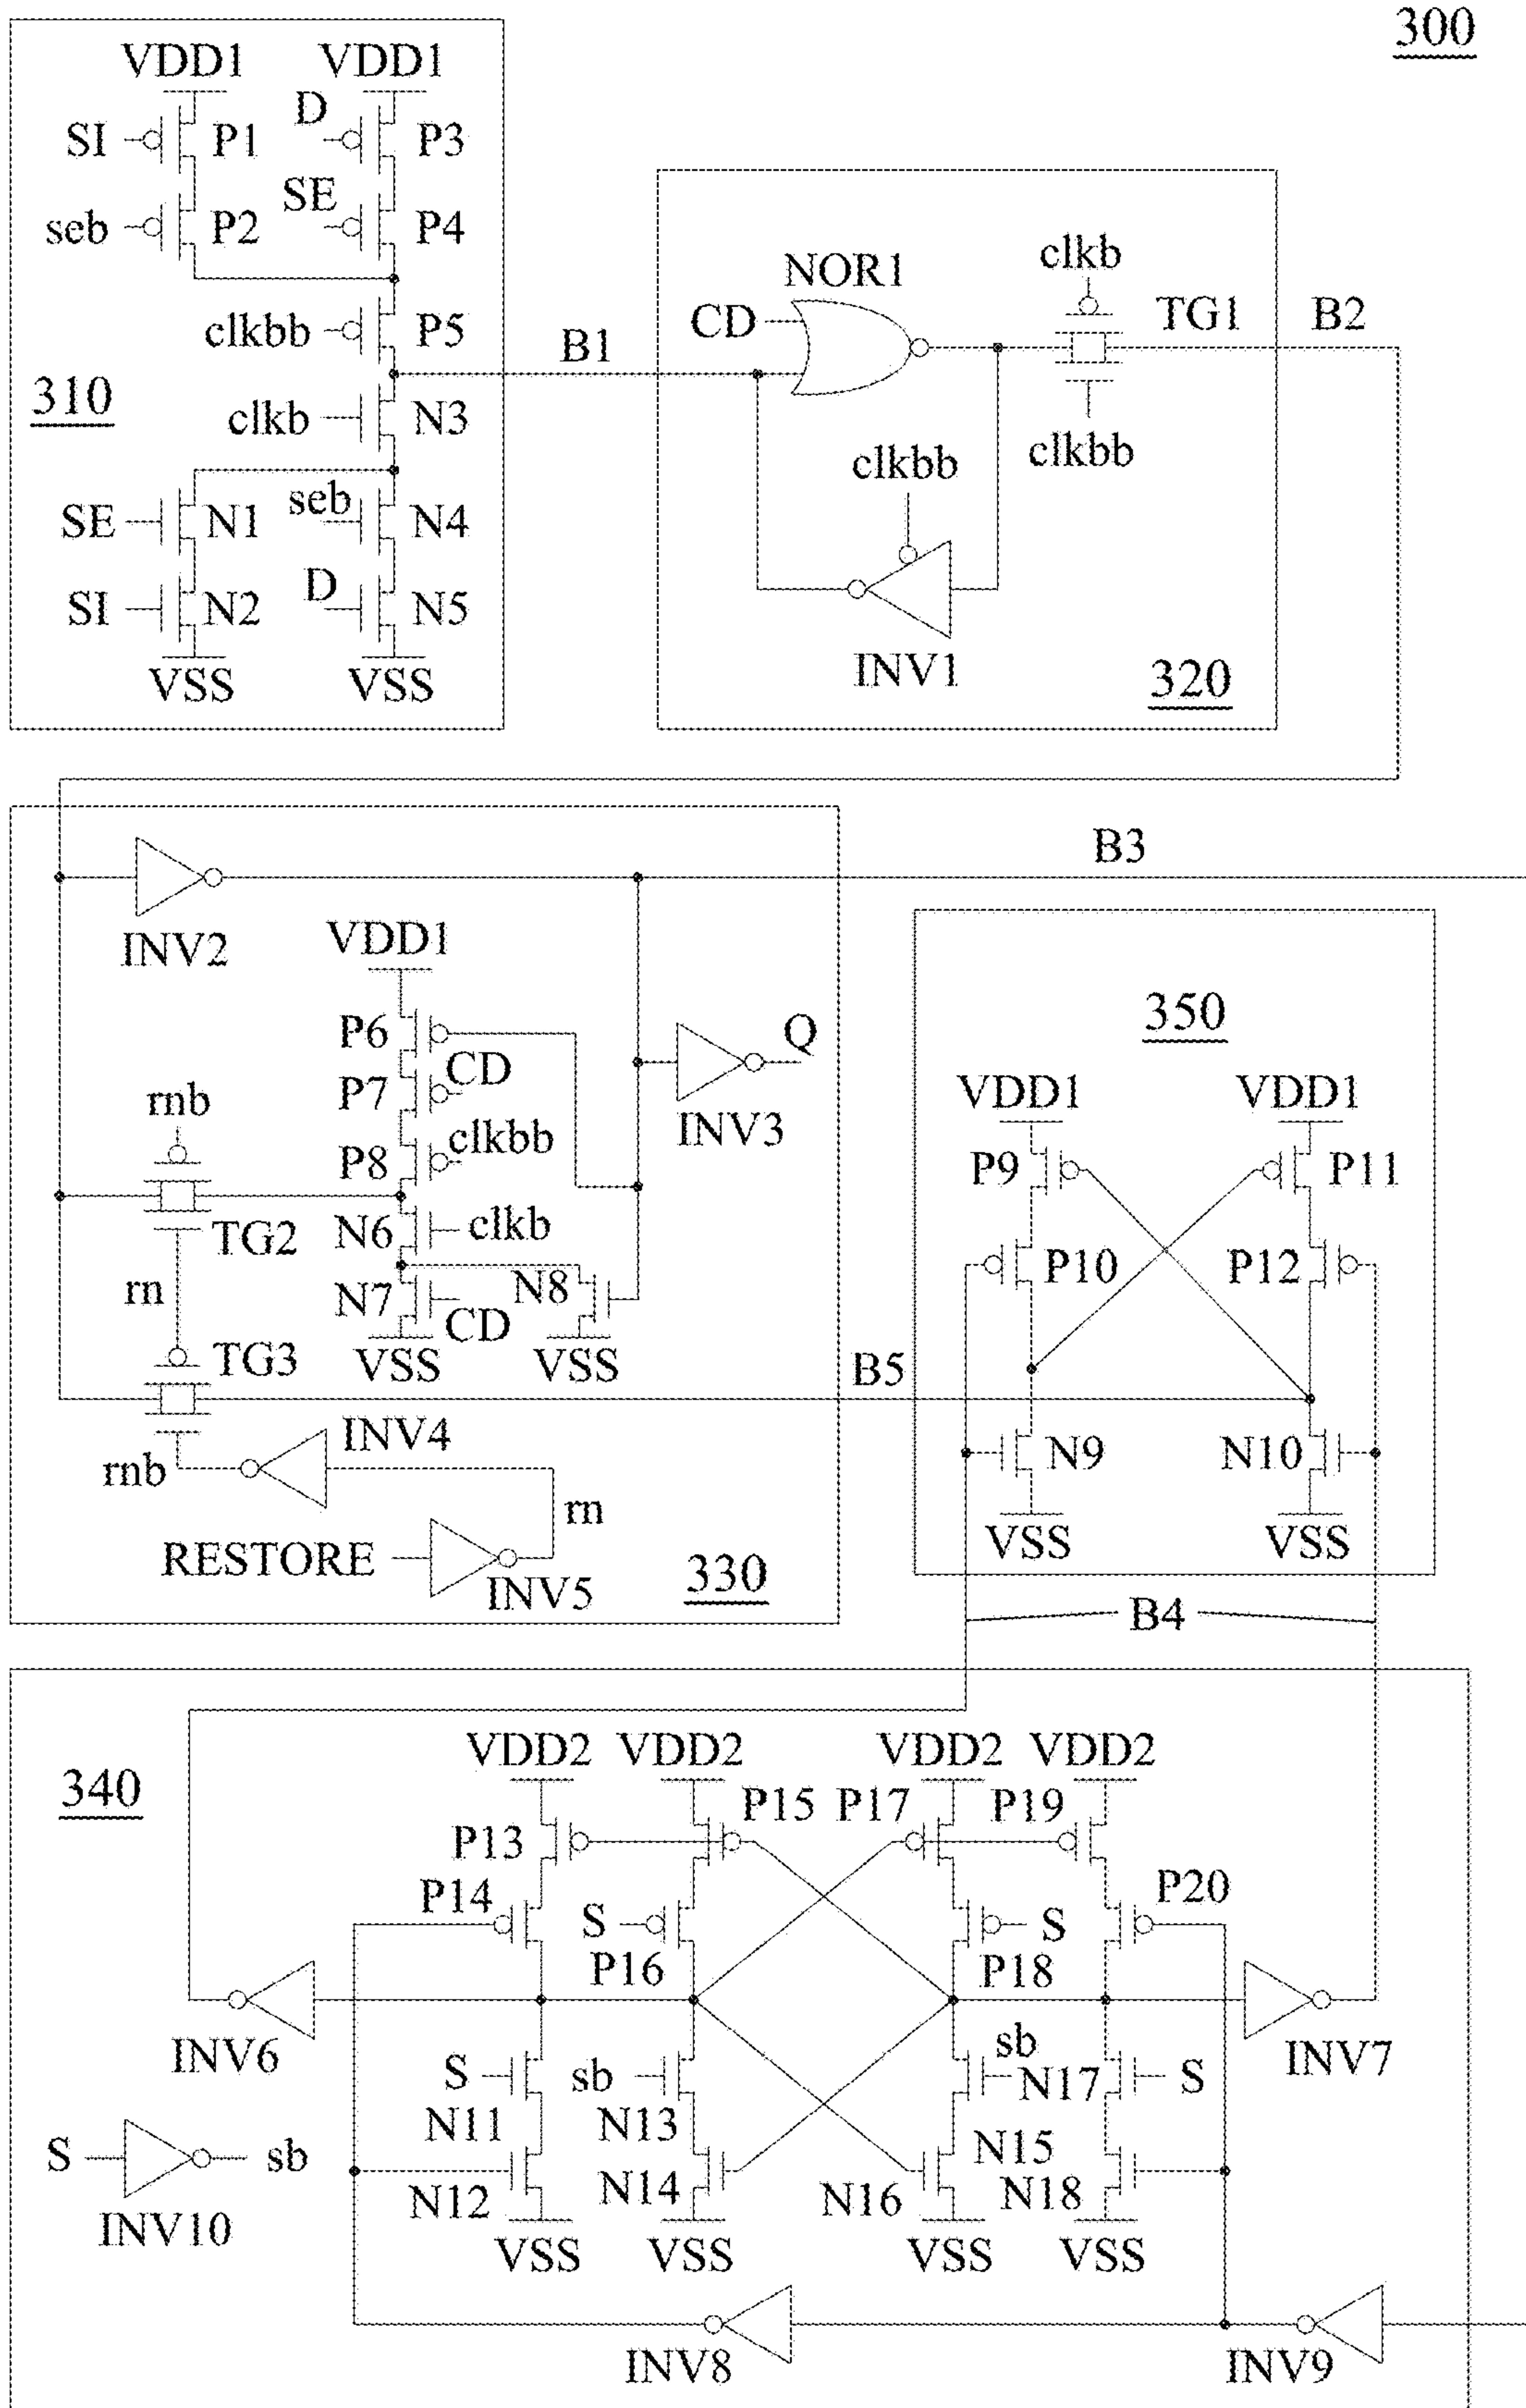 300
VDD1 VDD1
SI P1 D P3
seb P2 SE P4
clkbb P5
310
clkb N3
SE N1 seb N4
SI N2 D N5
VSS VSS
B1
NOR1
CD
clkb
TG1
clkbb
clkbb
INV1
320
B2
B3
INV2
VDD1
P6
CD
P7
clkbb
P8
rnb
TG2
N6 clkb
N7 CD
N8
VSS VSS
rn
TG3
INV3
Q
B5
INV4
rnb
rn
RESTORE
INV5
330
350
VDD1 VDD1
P9 P11
P10 P12
N9 N10
VSS VSS
B4
340
VDD2 VDD2 VDD2 VDD2
P13 P15 P17 P19
P14 S P16 S P18 P20
INV6
INV7
S N11 sb N13 sb N17 S
N12 N14 N16 N15 N18
VSS VSS VSS VSS
S sb
INV10
INV8
INV9